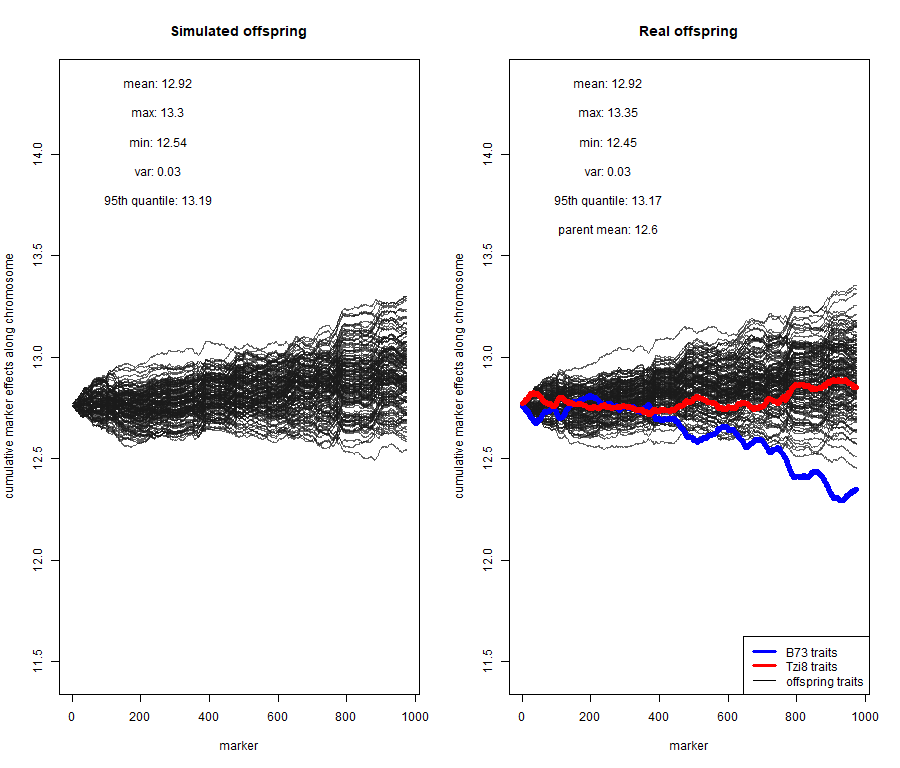 Simulated offspring
mean: 12.92
max: 13.3
min: 12.54
var: 0.03
95th quantile: 13.19
cumulative marker effects along chromosome
14.0
13.5
13.0
12.5
12.0
11.5
0 200 400 600 800 1000
marker
Real offspring
mean: 12.92
max: 13.35
min: 12.45
var: 0.03
95th quantile: 13.17
parent mean: 12.6
cumulative marker effects along chromosome
14.0
13.5
13.0
12.5
12.0
11.5
B73 traits
Tzi8 traits
offspring traits
0 200 400 600 800 1000
marker